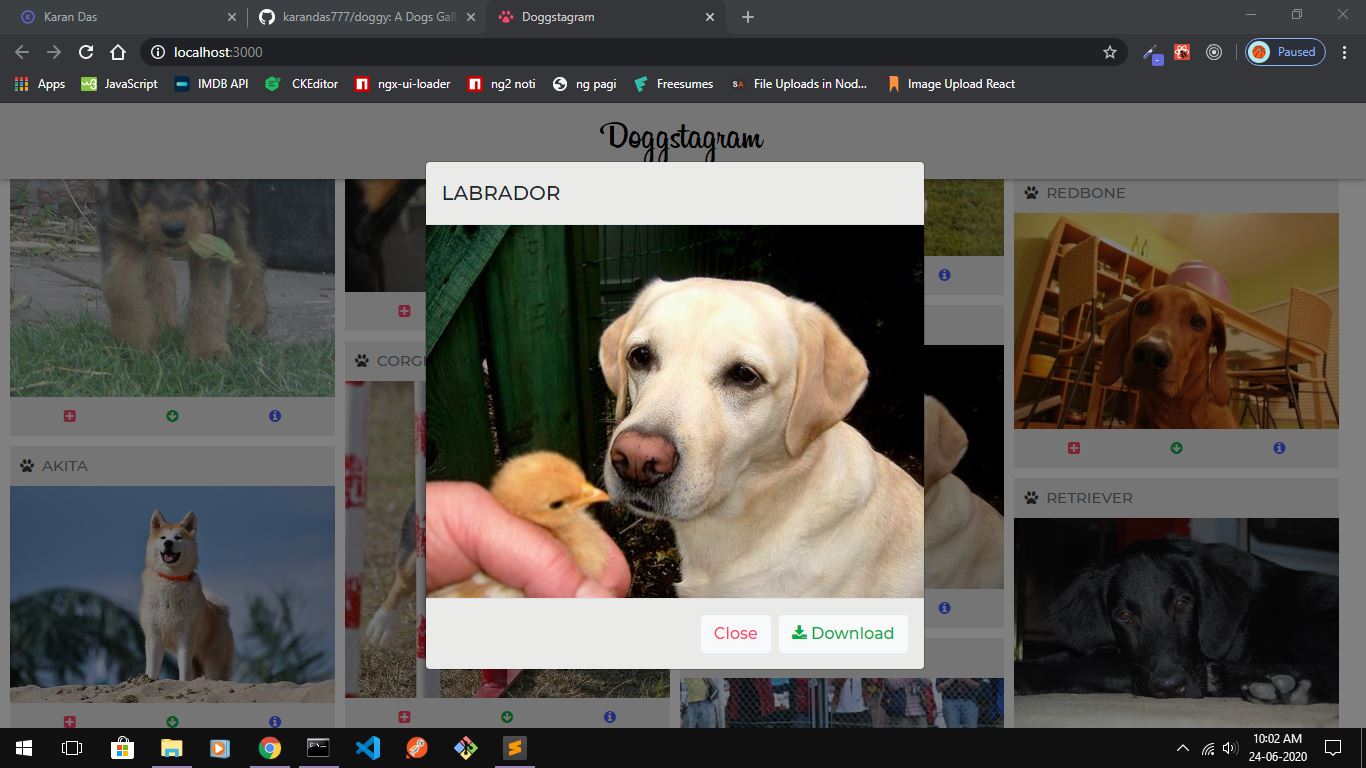 Karan Das
karandas777/doggy: A Dogs Gall
Doggstagram
localhost:3000
Paused
Apps
JavaScript
IMDB API
CKEditor
ngx-ui-loader
ng2 noti
ng pagi
Freesumes
SA
File Uploads in Nod...
Image Upload React
Doggstagram
LABRADOR
REDBONE
CORGI
AKITA
RETRIEVER
Close
Download
10:02 AM
24-06-2020